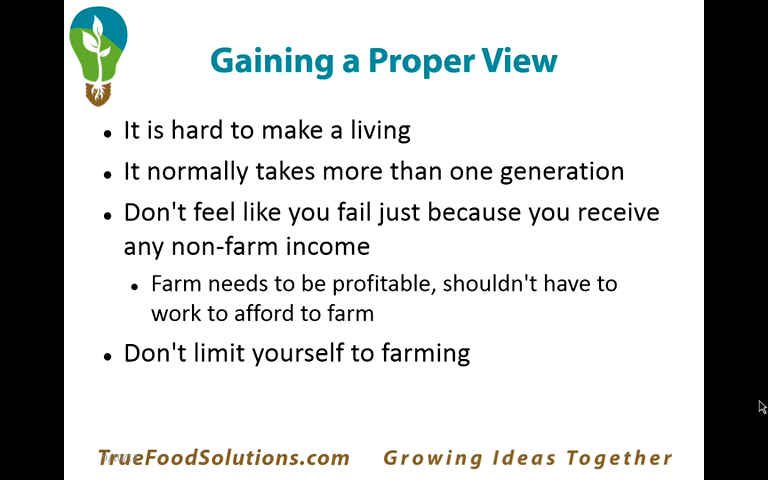 Gaining a Proper View
• It is hard to make a living
• It normally takes more than one generation
• Don't feel like you fail just because you receive
any non-farm income
• Farm needs to be profitable, shouldn't have to
work to afford to farm
• Don't limit yourself to farming
TrueFoodSolutions.com Growing Ideas Together